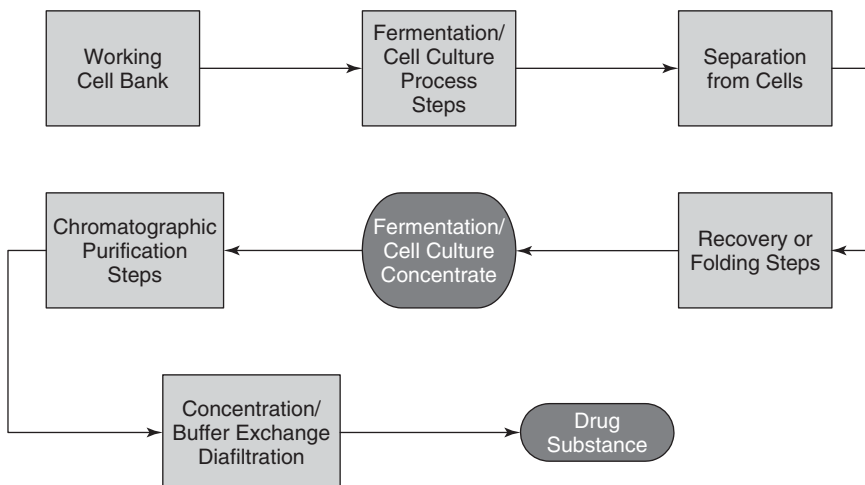 Working
Cell Bank
Fermentation/
Cell Culture
Process
Steps
Separation
from Cells
Recovery or
Folding Steps
Fermentation/
Cell Culture
Concentrate
Chromatographic
Purification
Steps
Concentration/
Buffer Exchange
Diafiltration
Drug
Substance